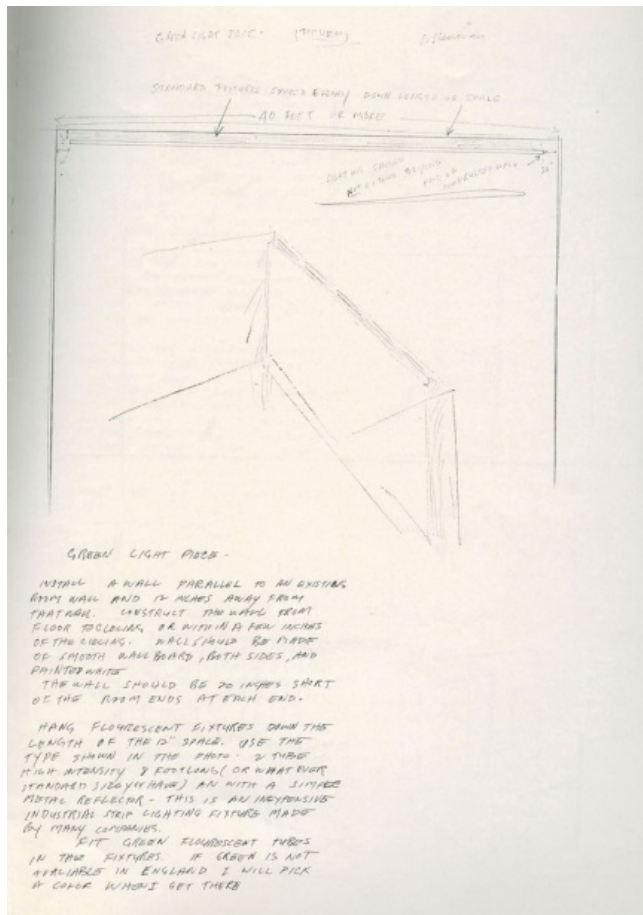 GREEN LIGHT PIECE -
STANDARD FIXTURES SPACED EVENLY DOWN LENGTH OF SPACE
40 FEET OR MORE
GREEN LIGHT PIECE -
INSTALL A WALL PARALLEL TO AN EXISTING
ROOM WALL AND 12 INCHES AWAY FROM
THAT WALL. CONSTRUCT THE WALL FROM
FLOOR TO CEILING OR WITHIN A FEW INCHES
OF THE CEILING. WALL SHOULD BE MADE
OF SMOOTH WALL BOARD, BOTH SIDES, AND
PAINTED WHITE
THE WALL SHOULD BE 20 INCHES SHORT
OF THE ROOM ENDS AT EACH END.
HANG FLOURESCENT FIXTURES DOWN THE
LENGTH OF THE 12" SPACE. USE THE
TYPE SHOWN IN THE PHOTO. 2 TUBE
HIGH INTENSITY 8 FOOT LONG (OR WHAT EVER
STANDARD SIZE YOU HAVE) AN WITH A SIMPLE
METAL REFLECTOR - THIS IS AN INEXPENSIVE
INDUSTRIAL STRIP LIGHTING FIXTURE MADE
BY MANY COMPANIES.
FIT GREEN FLOURESCENT TUBES
IN THE FIXTURES. IF GREEN IS NOT
AVALIABLE IN ENGLAND I WILL PICK
A COLOR WHEN I GET THERE